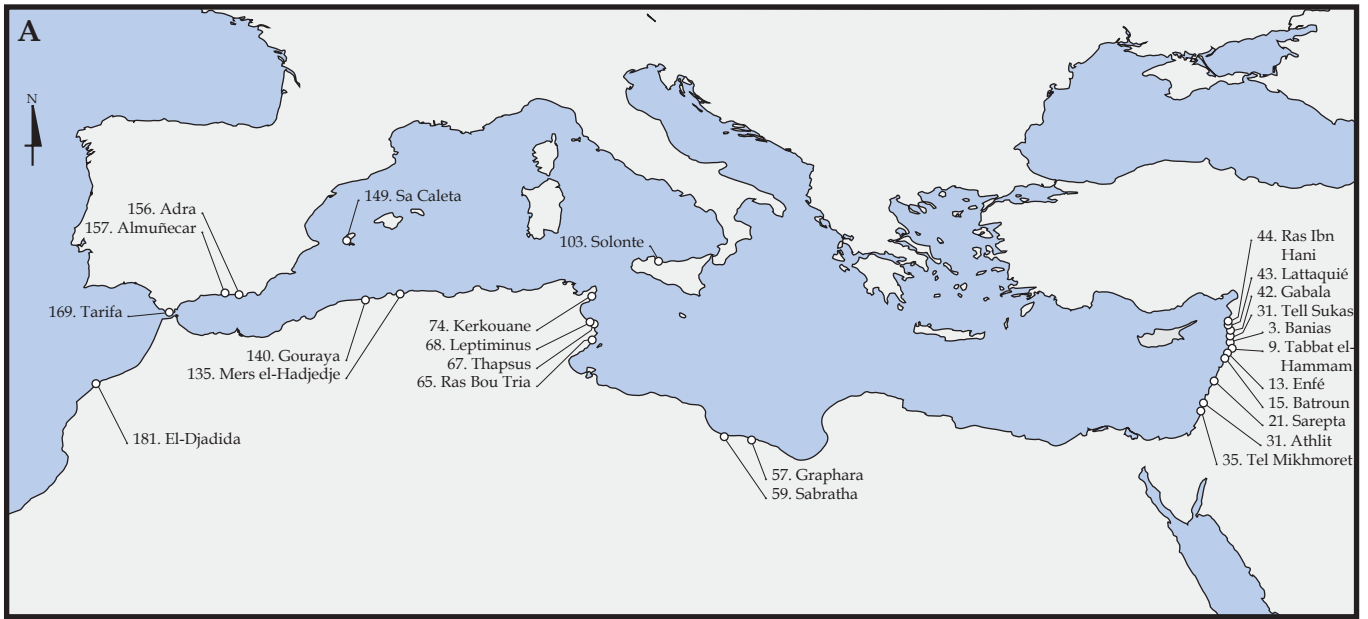 A
N
149. Sa Caleta
156. Adra
157. Almuñecar
103. Solonte
44. Ras Ibn
Hani
43. Lattaquié
42. Gabala
31. Tell Sukas
3. Banias
9. Tabbat el-
Hammam
13. Enfé
15. Batroun
21. Sarepta
31. Athlit
35. Tel Mikhmoret
169. Tarifa
74. Kerkouane
68. Leptiminus
67. Thapsus
65. Ras Bou Tria
140. Gouraya
135. Mers el-Hadjedje
181. El-Djadida
57. Graphara
59. Sabratha